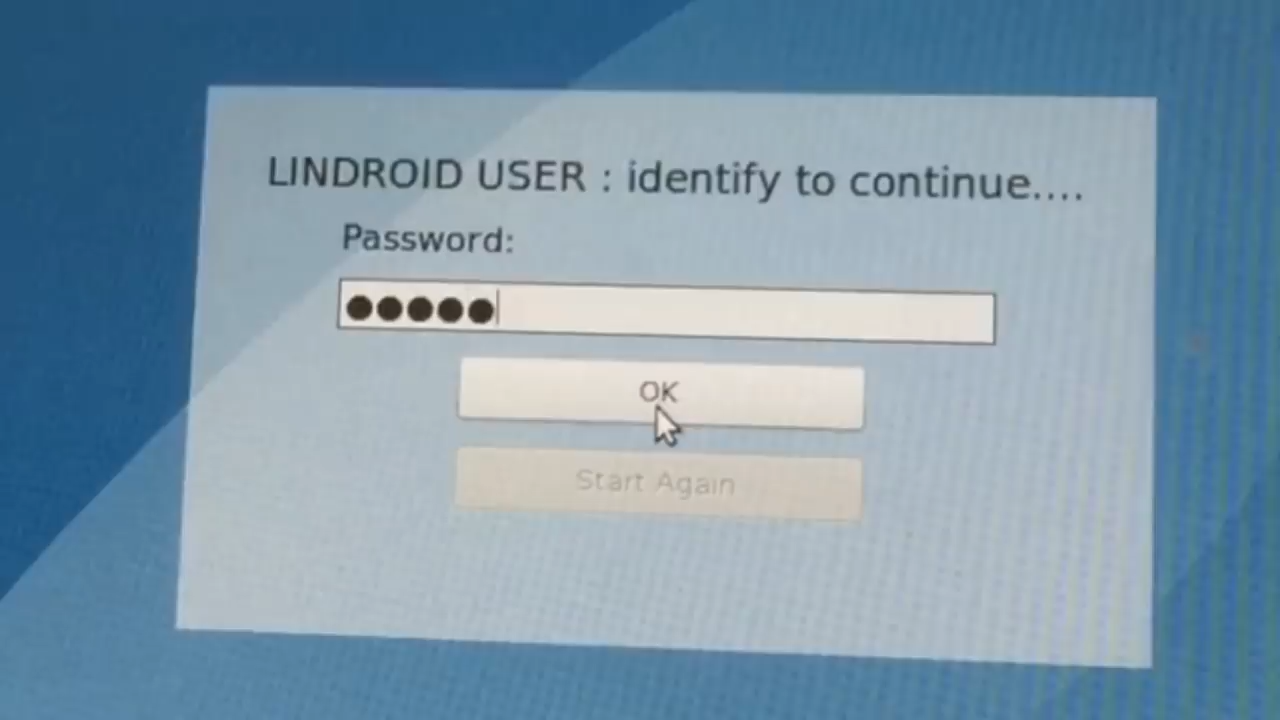 LINDROID USER : identify to continue....
Password:
●●●●●
OK
Start Again